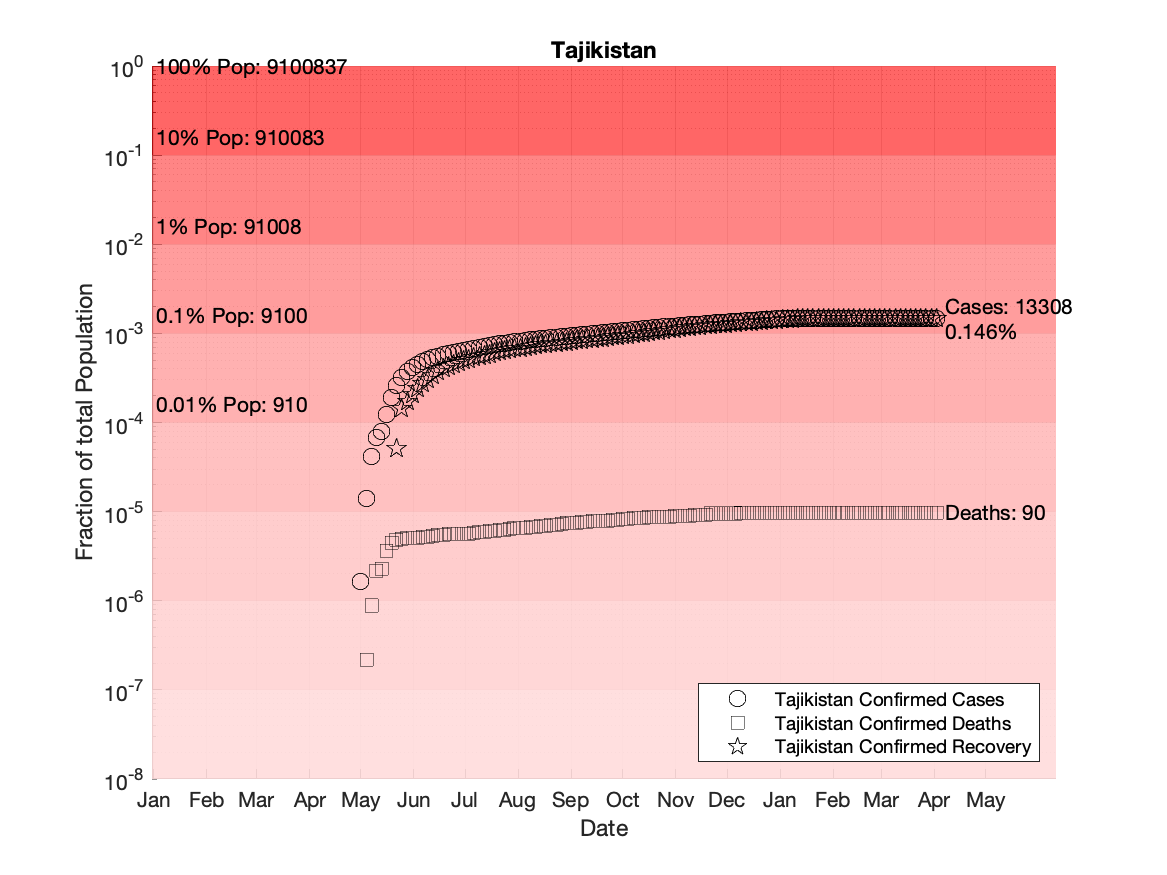 Tajikistan
10^0
10^-1
10^-2
10^-3
10^-4
10^-5
10^-6
10^-7
10^-8
100% Pop: 9100837
10% Pop: 910083
1% Pop: 91008
0.1% Pop: 9100
0.01% Pop: 910
Cases: 13308
0.146%
Deaths: 90
Fraction of total Population
Tajikistan Confirmed Cases
Tajikistan Confirmed Deaths
Tajikistan Confirmed Recovery
Jan Feb Mar Apr May Jun Jul Aug Sep Oct Nov Dec Jan Feb Mar Apr May
Date